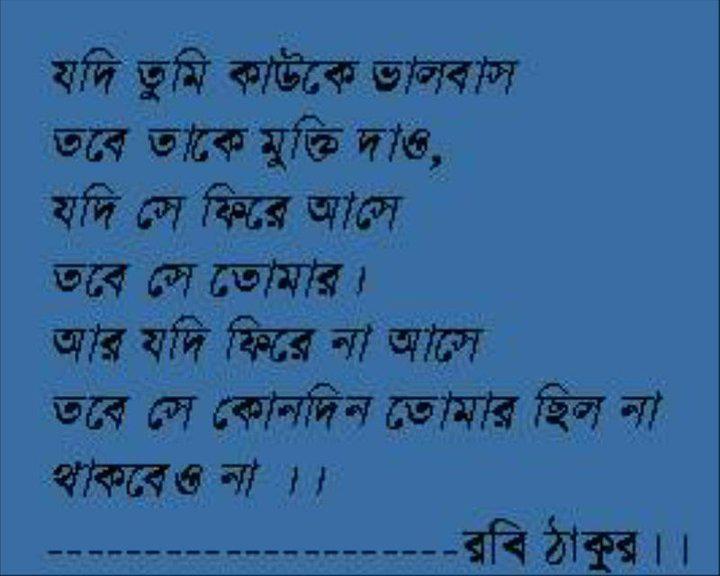 যদি তুমি কাউকে ভালবাস
তবে তাকে মুক্তি দাও,
যদি সে ফিরে আসে
তবে সে তোমার।
আর যদি ফিরে না আসে
তবে সে কোনদিন তোমার ছিল না
থাকবেও না ।।
---------------------রবি ঠাকুর।।